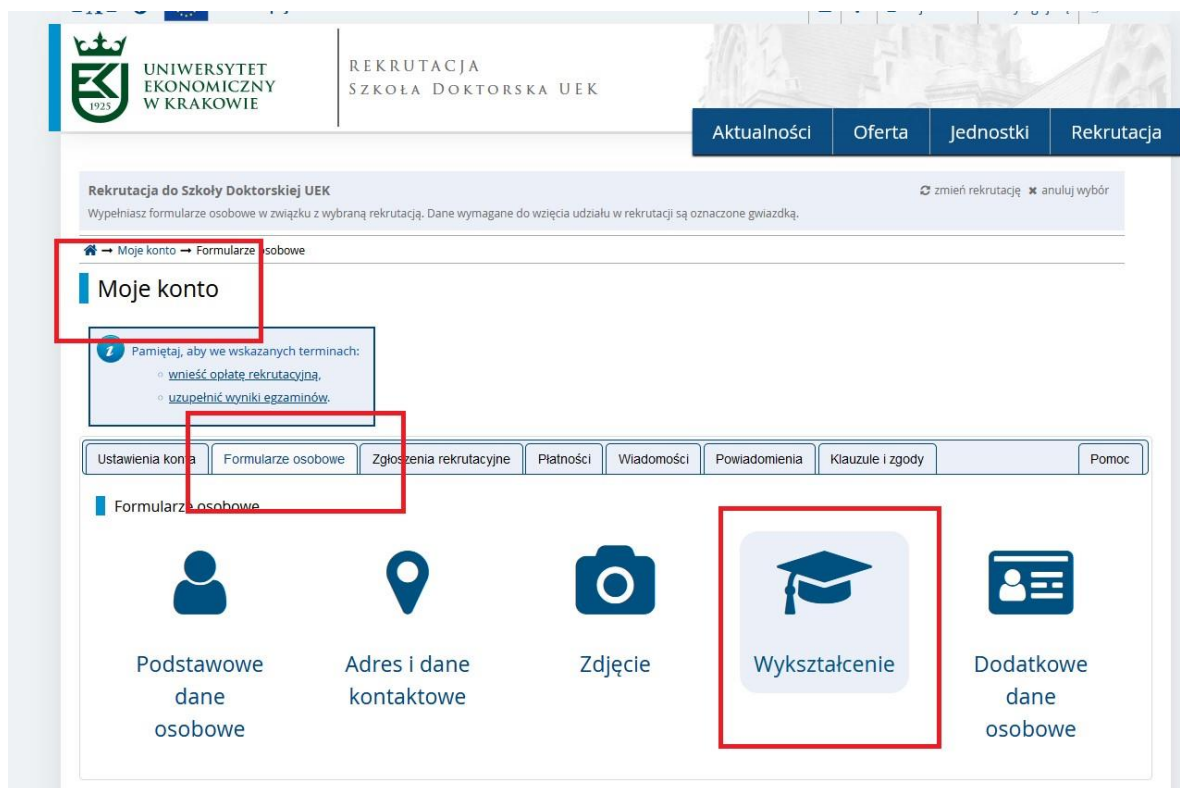 UNIWERSYTET
EKONOMICZNY
W KRAKOWIE
1925
REKRUTACJA
SZKOŁA DOKTORSKA UEK
Aktualności Oferta Jednostki Rekrutacja
Rekrutacja do Szkoły Doktorskiej UEK
zmień rekrutację anuluj wybór
Wypełniasz formularze osobowe w związku z wybraną rekrutacją. Dane wymagane do wzięcia udziału w rekrutacji są oznaczone gwiazdką.
→ Moje konto → Formularze osobowe
Moje konto
Pamiętaj, aby we wskazanych terminach:
wnieść opłatę rekrutacyjną,
uzupełnić wyniki egzaminów.
Ustawienia konta Formularze osobowe Zgłoszenia rekrutacyjne Płatności Wiadomości Powiadomienia Klauzule i zgody Pomoc
Formularze osobowe
Podstawowe
dane
osobowe
Adres i dane
kontaktowe
Zdjęcie
Wykształcenie
Dodatkowe
dane
osobowe